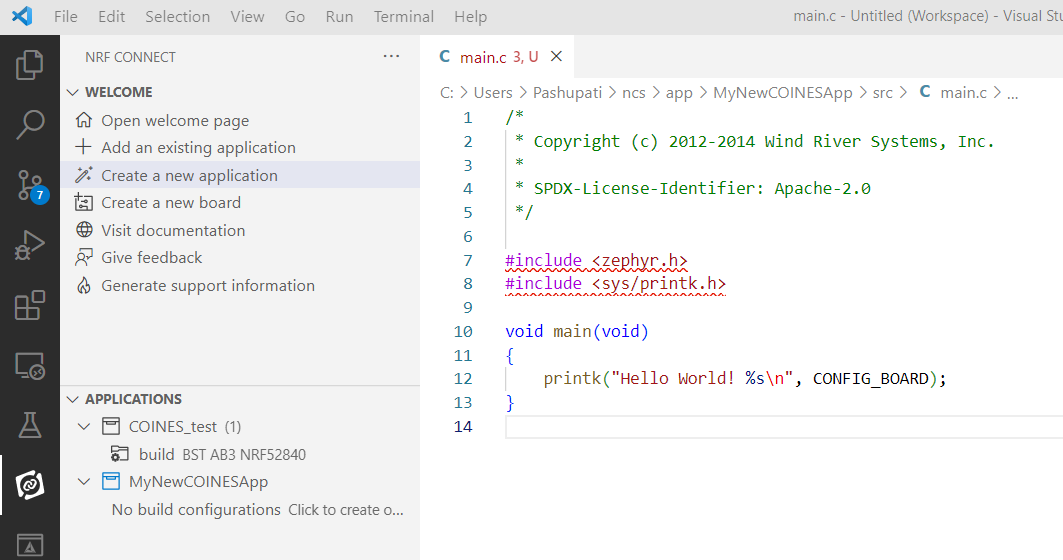 File Edit Selection View Go Run Terminal Help main.c - Untitled (Workspace) - Visual
NRF CONNECT ...
main.c 3, U
WELCOME
C: > Users > Pashupati > ncs > app > MyNewCOINESApp > src > C main.c > ...
Open welcome page
Add an existing application
Create a new application
Create a new board
Visit documentation
Give feedback
Generate support information
7
APPLICATIONS
COINES_test (1)
build BST AB3 NRF52840
MyNewCOINESApp
No build configurations Click to create o...
1 /*
2  * Copyright (c) 2012-2014 Wind River Systems, Inc.
3  *
4  * SPDX-License-Identifier: Apache-2.0
5  */
6
7 #include <zephyr.h>
8 #include <sys/printk.h>
9
10 void main(void)
11 {
12     printk("Hello World! %s\n", CONFIG_BOARD);
13 }
14